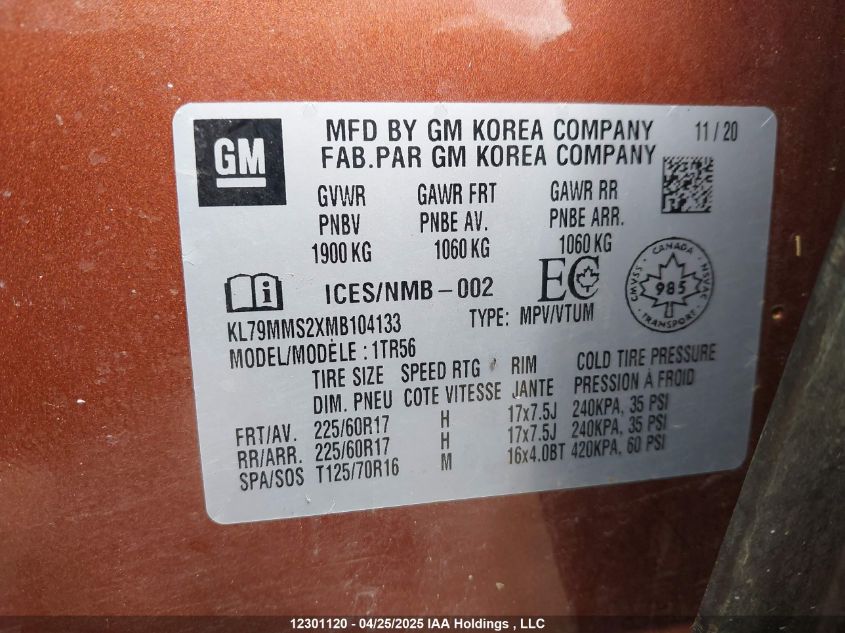 GM
MFD BY GM KOREA COMPANY 11/20
FAB.PAR GM KOREA COMPANY
GVWR GAWR FRT GAWR RR
PNBV PNBE AV. PNBE ARR.
1900 KG 1060 KG 1060 KG
i ICES/NMB-002 EC
CANADA CMVSS NSVAC 985 TRANSPORT
KL79MMS2XMB104133 TYPE: MPV/VTUM
MODEL/MODÈLE : 1TR56
TIRE SIZE SPEED RTG RIM COLD TIRE PRESSURE
DIM. PNEU COTE VITESSE JANTE PRESSION À FROID
FRT/AV. 225/60R17 H 17x7.5J 240KPA, 35 PSI
RR/ARR. 225/60R17 H 17x7.5J 240KPA, 35 PSI
SPA/SOS T125/70R16 M 16x4.0BT 420KPA, 60 PSI
12301120 - 04/25/2025 IAA Holdings , LLC